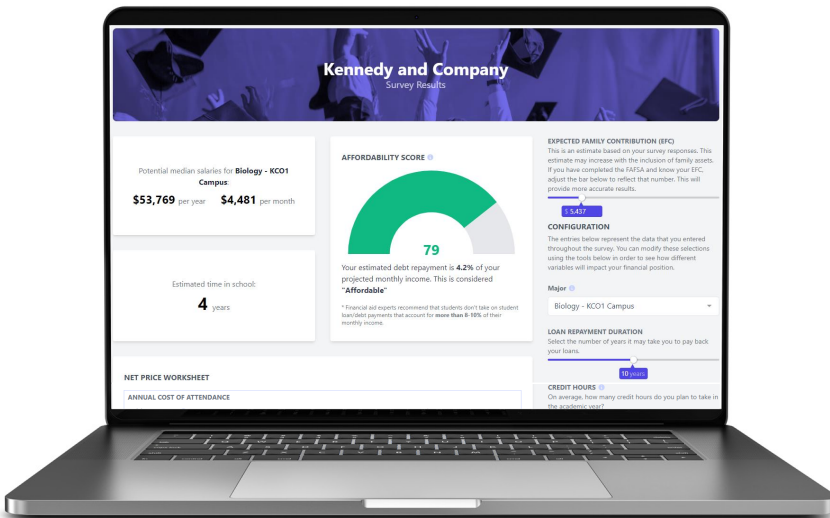 Kennedy and Company
Survey Results
Potential median salaries for Biology - KCO1
Campus:
$53,769 per year $4,481 per month
Estimated time in school:
4 years
AFFORDABILITY SCORE
79
Your estimated debt repayment is 4.2% of your
projected monthly income. This is considered
"Affordable"
* Financial aid experts recommend that students don't take on student
loan/debt payments that account for more than 8-10% of their
monthly income.
NET PRICE WORKSHEET
ANNUAL COST OF ATTENDANCE
EXPECTED FAMILY CONTRIBUTION (EFC)
This is an estimate based on your survey responses. This
estimate may increase with the inclusion of family assets.
If you have completed the FAFSA and know your EFC,
adjust the bar below to reflect that number. This will
provide more accurate results.
$ 5,437
CONFIGURATION
The entries below represent the data that you entered
throughout the survey. You can modify these selections
using the tools below in order to see how different
variables will impact your financial position.
Major
Biology - KCO1 Campus
LOAN REPAYMENT DURATION
Select the number of years it may take you to pay back
your loans.
10 years
CREDIT HOURS
On average, how many credit hours do you plan to take in
the academic year?